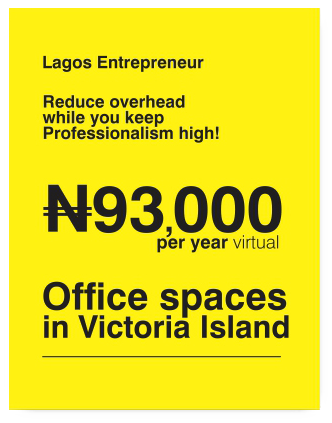 Lagos Entrepreneur
Reduce overhead
while you keep
Professionalism high!
₦93,000
per year virtual
Office spaces
in Victoria Island